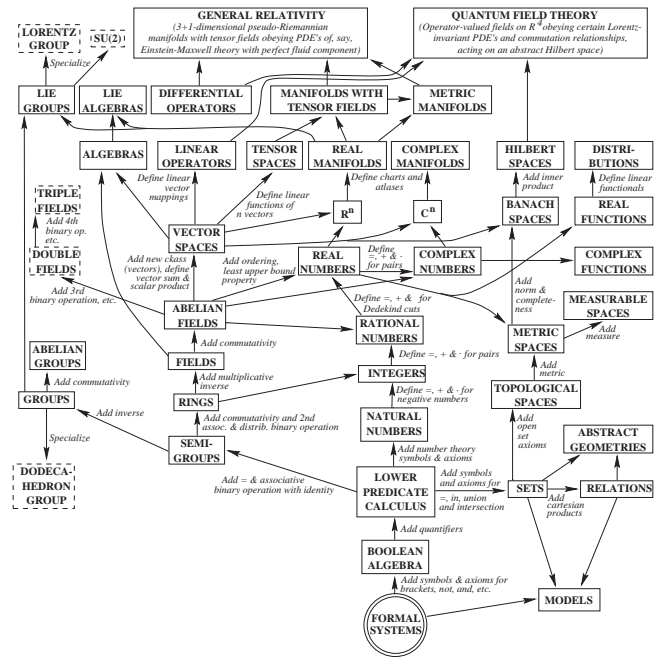 GENERAL RELATIVITY
(3+1-dimensional pseudo-Riemannian
manifolds with tensor fields obeying PDE's of, say,
Einstein-Maxwell theory with perfect fluid component)
QUANTUM FIELD THEORY
(Operator-valued fields on R4 obeying certain Lorentz-
invariant PDE's and commutation relationships,
acting on an abstract Hilbert space)
LORENTZ
GROUP
SU(2)
Specialize
LIE
GROUPS
LIE
ALGEBRAS
DIFFERENTIAL
OPERATORS
MANIFOLDS WITH
TENSOR FIELDS
METRIC
MANIFOLDS
ALGEBRAS
LINEAR
OPERATORS
TENSOR
SPACES
REAL
MANIFOLDS
COMPLEX
MANIFOLDS
HILBERT
SPACES
DISTRI-
BUTIONS
Define linear
vector
mappings
Define linear
functions of
n vectors
Define charts and
atlases
Add inner
product
Define linear
functionals
TRIPLE
FIELDS
Add 4th
binary op.
etc.
DOUBLE
FIELDS
VECTOR
SPACES
Rn
Cn
BANACH
SPACES
REAL
FUNCTIONS
Add new ckass
(vectors), define
vector sum &
scalar product
Add ordering,
least upper bound
property
REAL
NUMBERS
Define
=, + & ·
for pairs
COMPLEX
NUMBERS
COMPLEX
FUNCTIONS
Add 3rd
binary operation, etc.
Add
norm &
complete-
ness
ABELIAN
FIELDS
Define =, + & · for
Dedekind cuts
RATIONAL
NUMBERS
MEASURABLE
SPACES
METRIC
SPACES
Add
measure
Add commutativity
ABELIAN
GROUPS
FIELDS
Define =, + & · for pairs
Add
metric
Add commutativity
Add multiplicative
inverse
INTEGERS
TOPOLOGICAL
SPACES
GROUPS
RINGS
Define =, + & · for
negative numbers
Add inverse
Add commutativity and 2nd
assoc. & distrib. binary operation
NATURAL
NUMBERS
Add
open
set
axioms
ABSTRACT
GEOMETRIES
Specialize
SEMI-
GROUPS
Add number theory
symbols & axioms
DODECA-
HEDRON
GROUP
Add = & associative
binary operation with identity
LOWER
PREDICATE
CALCULUS
Add symbols
and axioms for
=, in, union
and intersection
SETS
RELATIONS
Add
cartesian
products
Add quantifiers
BOOLEAN
ALGEBRA
Add symbols & axioms for
brackets, not, and, etc.
FORMAL
SYSTEMS
MODELS